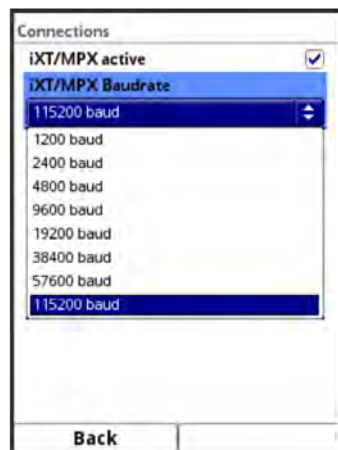 Connections
iXT/MPX active
iXT/MPX Baudrate
115200 baud
1200 baud
2400 baud
4800 baud
9600 baud
19200 baud
38400 baud
57600 baud
115200 baud
Back